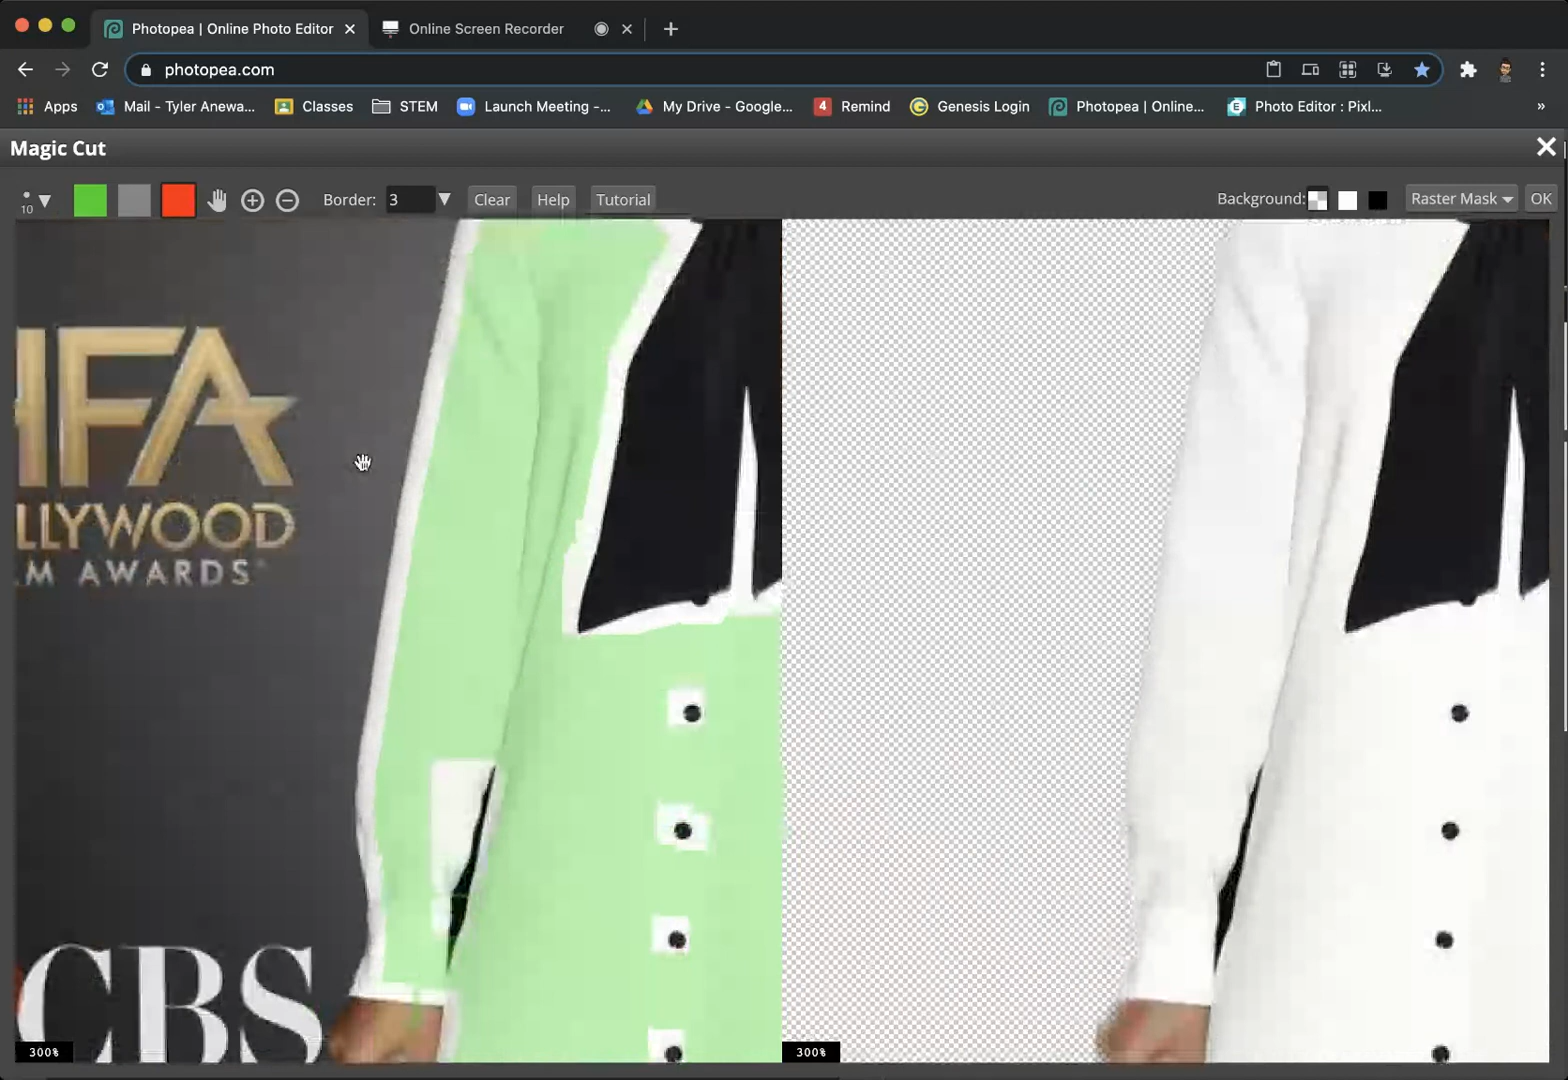 Photopea | Online Photo Editor
Online Screen Recorder
photopea.com
Apps
Mail - Tyler Anewa...
Classes
STEM
Launch Meeting -...
My Drive - Google...
4 Remind
Genesis Login
Photopea | Online...
Photo Editor : Pixl...
»
Magic Cut
10
Border: 3
Clear
Help
Tutorial
Background:
Raster Mask
OK
HFA
LLYWOOD
M AWARDS
CBS
300%
300%